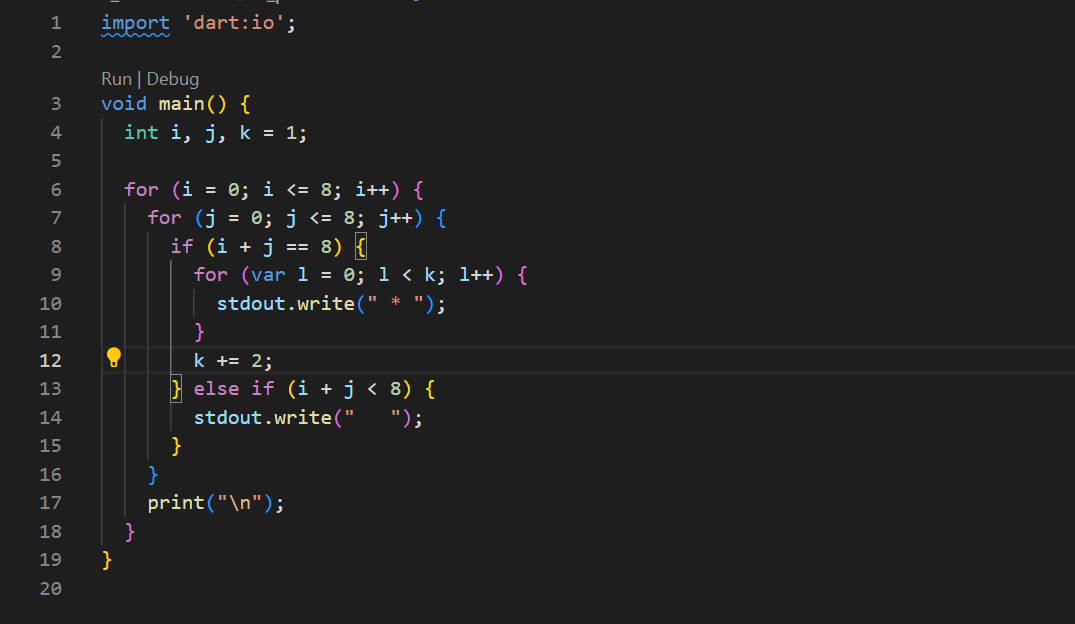 1 import 'dart:io';
2
Run | Debug
3 void main() {
4   int i, j, k = 1;
5
6   for (i = 0; i <= 8; i++) {
7     for (j = 0; j <= 8; j++) {
8       if (i + j == 8) {
9         for (var l = 0; l < k; l++) {
10           stdout.write(" * ");
11         }
12         k += 2;
13       } else if (i + j < 8) {
14         stdout.write("   ");
15       }
16     }
17     print("\n");
18   }
19 }
20